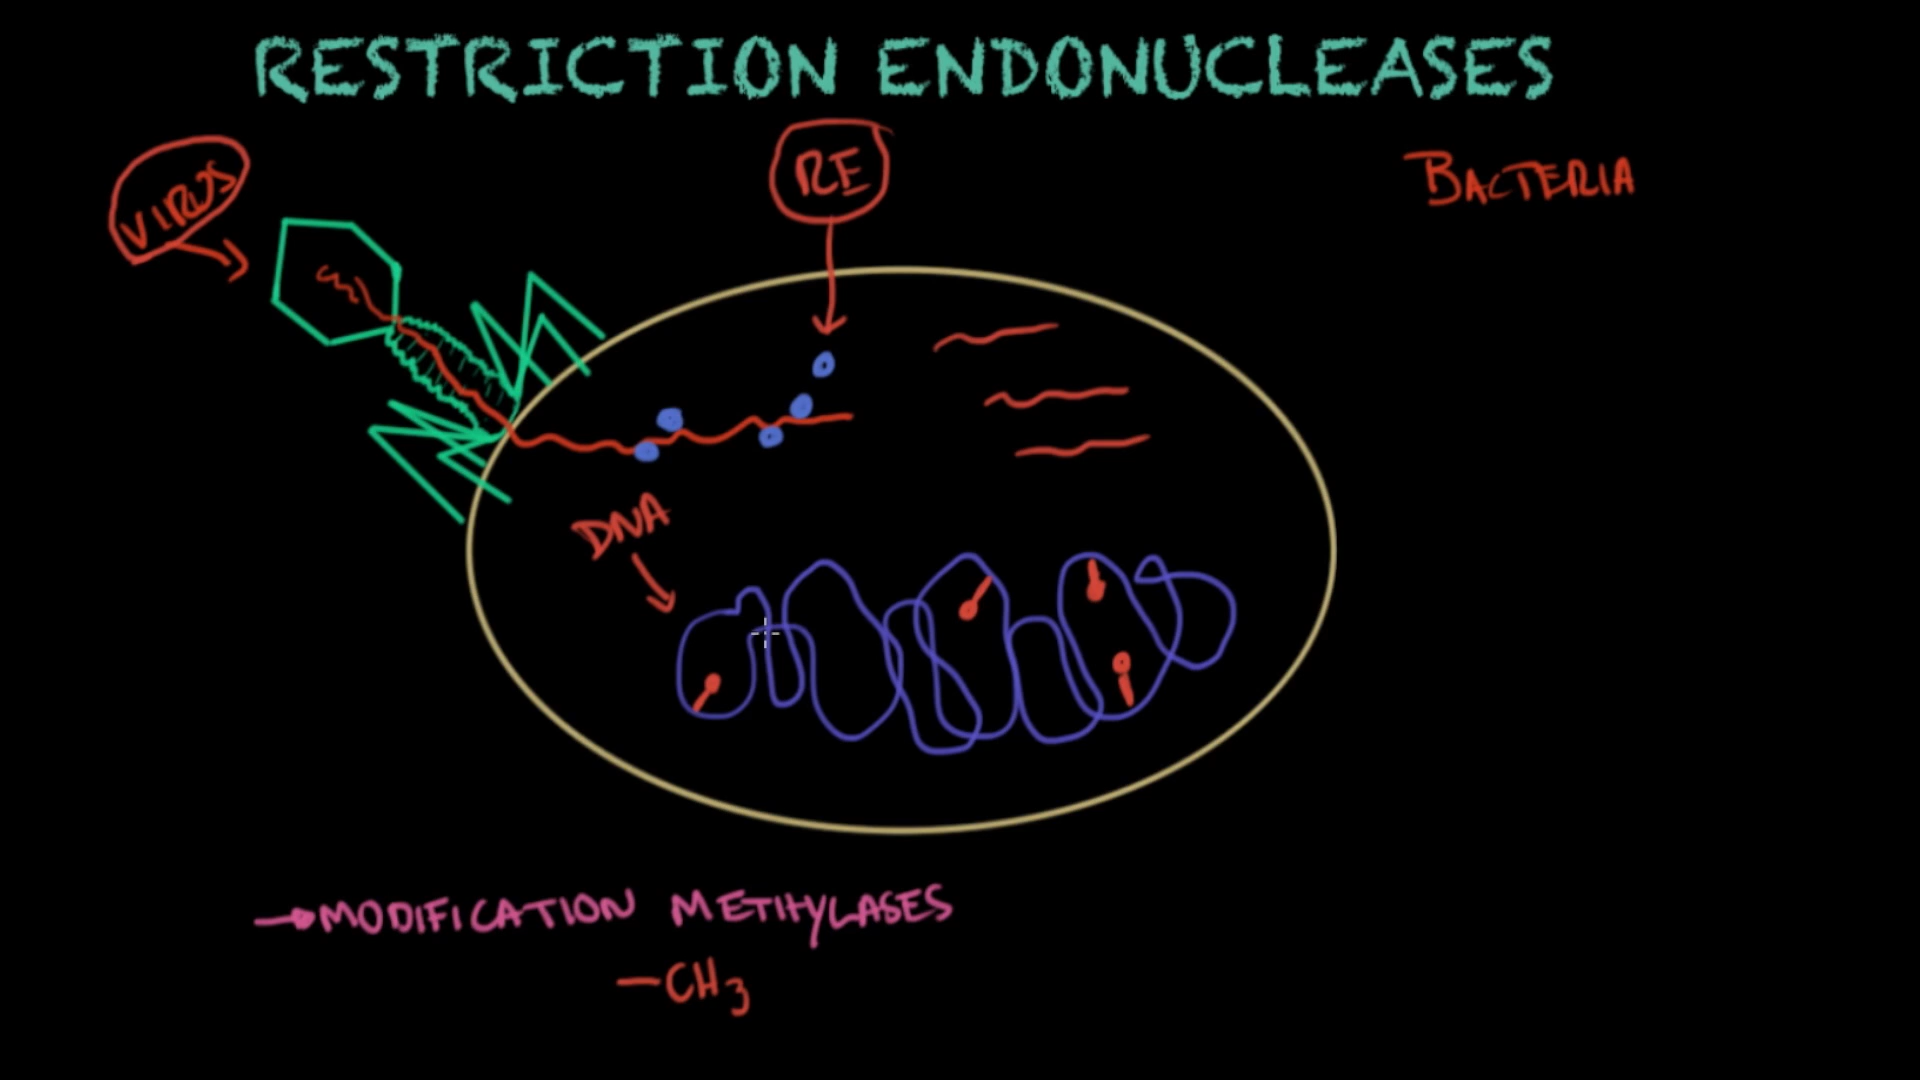 RESTRICTION ENDONUCLEASES
VIRUS
RE
BACTERIA
DNA
MODIFICATION METHYLASES
-CH3